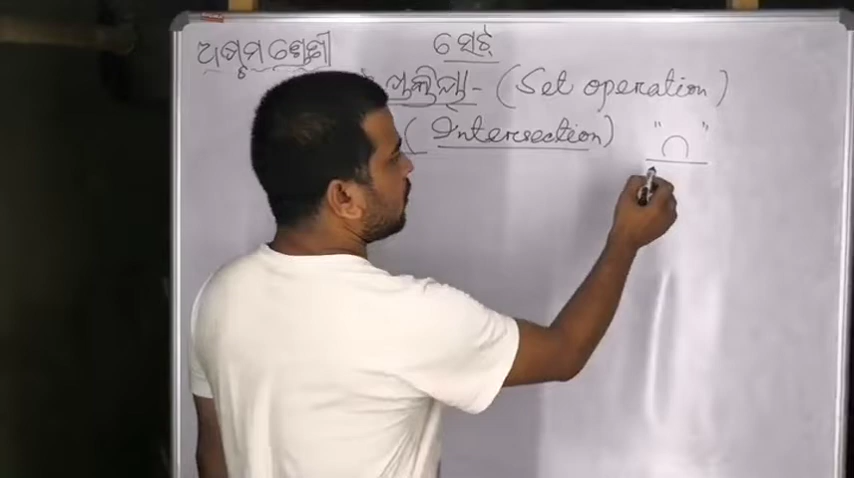 ଅଷ୍ଟମ ଶ୍ରେଣୀ ସେଟ୍
ପ୍ରକ୍ରିୟା - (Set operation)
(Intersection) "∩"